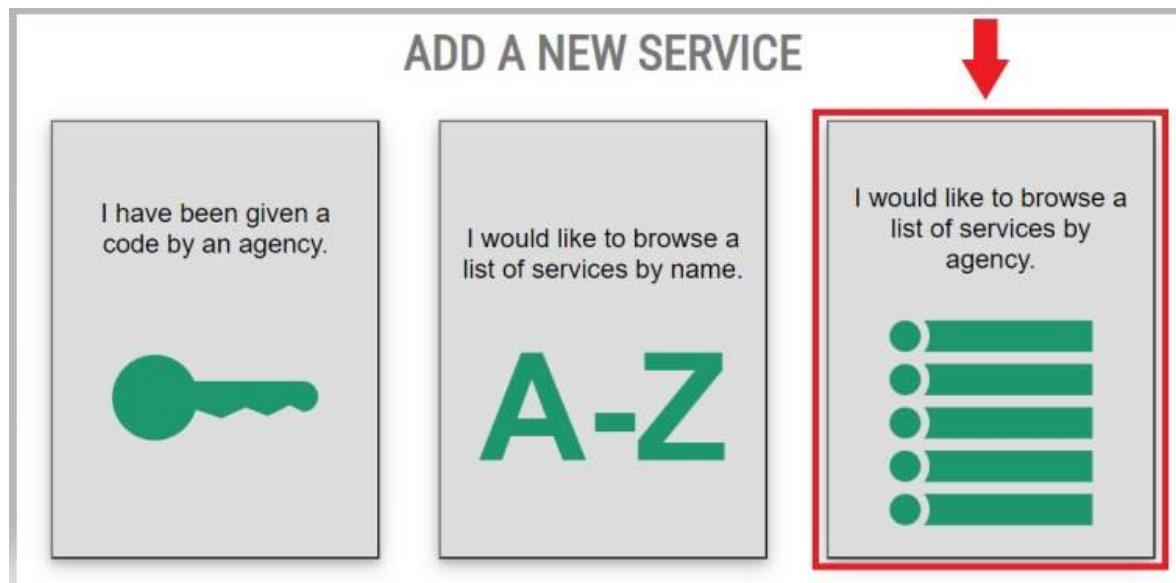 ADD A NEW SERVICE
I have been given a
code by an agency.
I would like to browse a
list of services by name.
A-Z
I would like to browse a
list of services by
agency.